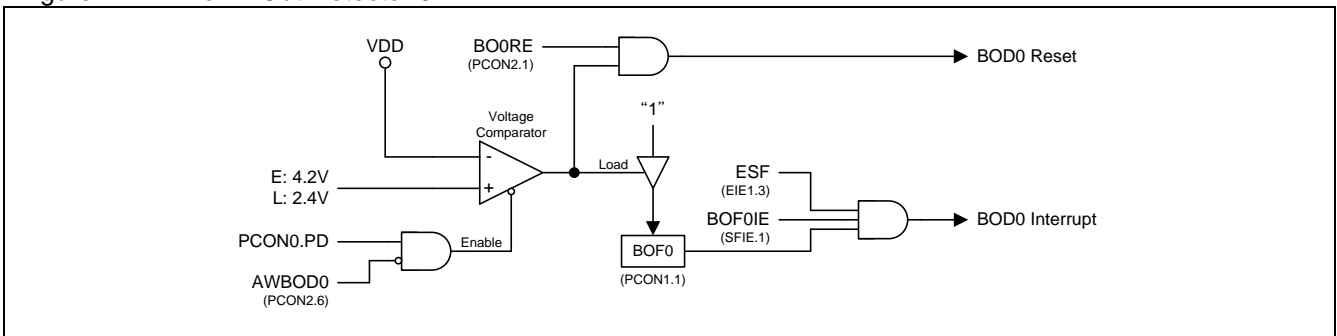 VDD
BO0RE
(PCON2.1)
BOD0 Reset
“1”
Voltage
Comparator
-
Load
E: 4.2V
L: 2.4V
+
ESF
(EIE1.3)
BOF0IE
(SFIE.1)
BOD0 Interrupt
PCON0.PD
Enable
BOF0
(PCON1.1)
AWBOD0
(PCON2.6)